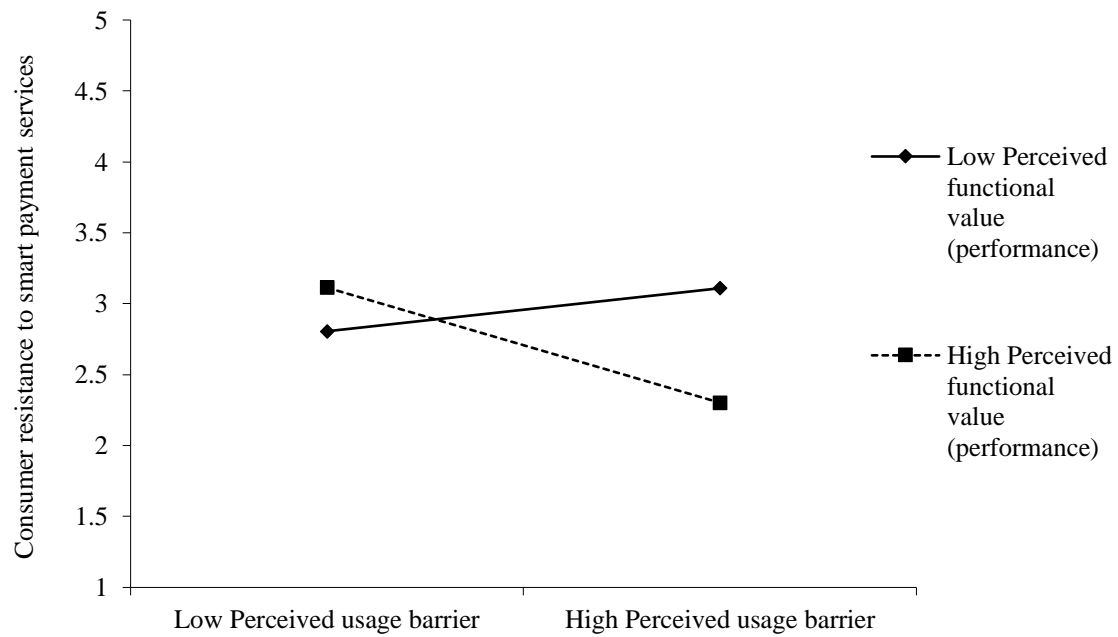 Consumer resistance to smart payment services
5
4.5
4
3.5
3
2.5
2
1.5
1
Low Perceived usage barrier
High Perceived usage barrier
Low Perceived
functional
value
(performance)
High Perceived
functional
value
(performance)